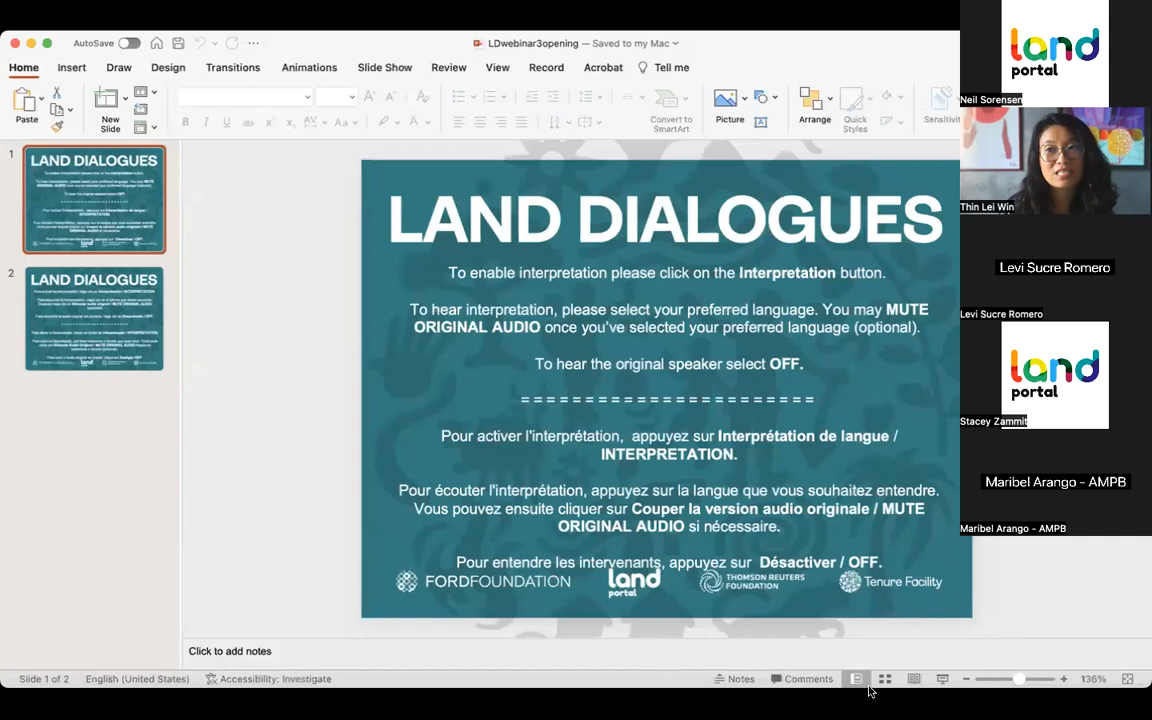 AutoSave
LDwebinar3opening — Saved to my Mac
Home Insert Draw Design Transitions Animations Slide Show Review View Record Acrobat Tell me
Paste
New Slide
Convert to SmartArt
Picture
Arrange
Quick Styles
Sensitivi
1
LAND DIALOGUES
2
LAND DIALOGUES
LAND DIALOGUES
To enable interpretation please click on the Interpretation button.
To hear interpretation, please select your preferred language. You may MUTE
ORIGINAL AUDIO once you've selected your preferred language (optional).
To hear the original speaker select OFF.
= = = = = = = = = = = = = = = = = = = = = = =
Pour activer l'interprétation, appuyez sur Interprétation de langue /
INTERPRETATION.
Pour écouter l'interprétation, appuyez sur la langue que vous souhaitez entendre.
Vous pouvez ensuite cliquer sur Couper la version audio originale / MUTE
ORIGINAL AUDIO si nécessaire.
Pour entendre les intervenants, appuyez sur Désactiver / OFF.
FORDFOUNDATION
land
portal
THOMSON REUTERS
FOUNDATION
Tenure Facility
Click to add notes
Slide 1 of 2 English (United States) Accessibility: Investigate Notes Comments 136%
land
portal
Neil Sorensen
Thin Lei Win
Levi Sucre Romero
Levi Sucre Romero
land
portal
Stacey Zammit
Maribel Arango - AMPB
Maribel Arango - AMPB